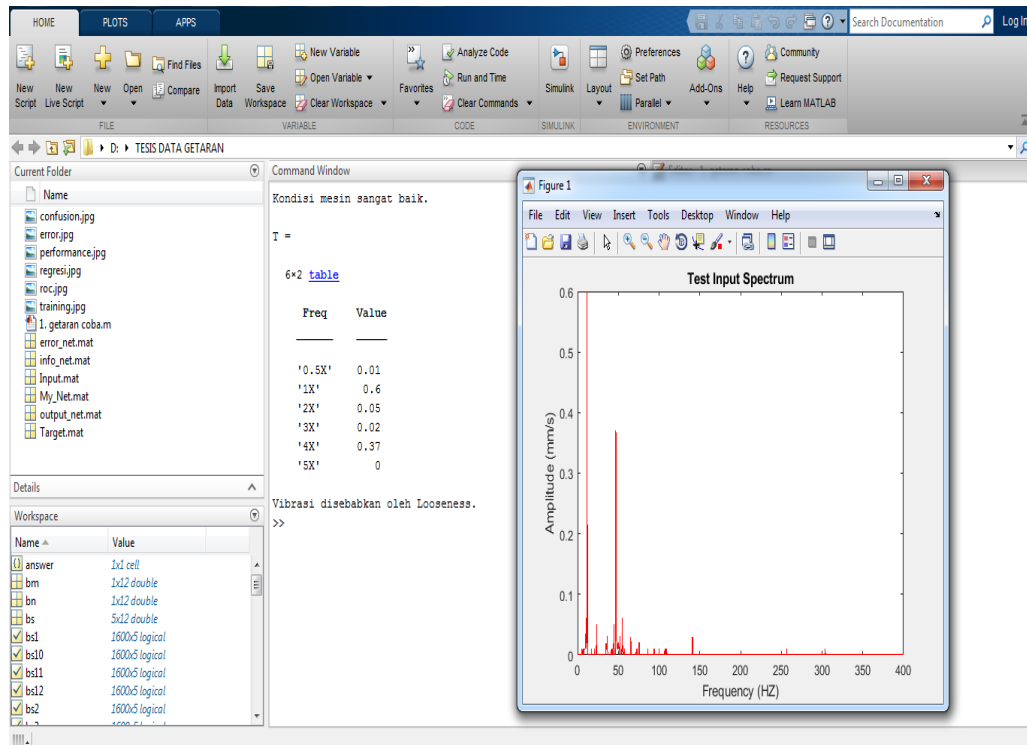 HOME PLOTS APPS Search Documentation Log In
New Script
New Live Script
New
Open
Find Files
Compare
Import Data
Save Workspace
New Variable
Open Variable
Clear Workspace
Favorites
Analyze Code
Run and Time
Clear Commands
Simulink
Layout
Preferences
Set Path
Parallel
Add-Ons
Help
Community
Request Support
Learn MATLAB
FILE VARIABLE CODE SIMULINK ENVIRONMENT RESOURCES
D: TESIS DATA GETARAN
Current Folder
Name
confusion.jpg
error.jpg
performance.jpg
regresi.jpg
roc.jpg
training.jpg
1. getaran coba.m
error_net.mat
info_net.mat
Input.mat
My_Net.mat
output_net.mat
Target.mat
Details
Workspace
Name Value
answer 1x1 cell
bm 1x12 double
bn 1x12 double
bs 5x12 double
bs1 1600x5 logical
bs10 1600x5 logical
bs11 1600x5 logical
bs12 1600x5 logical
bs2 1600x5 logical
Command Window
Kondisi mesin sangat baik.
T =
6×2 table
Freq Value
'0.5X' 0.01
'1X' 0.6
'2X' 0.05
'3X' 0.02
'4X' 0.37
'5X' 0
Vibrasi disebabkan oleh Looseness.
>>
Figure 1
File Edit View Insert Tools Desktop Window Help
Test Input Spectrum
Amplitude (mm/s)
0.6
0.5
0.4
0.3
0.2
0.1
0
0 50 100 150 200 250 300 350 400
Frequency (HZ)